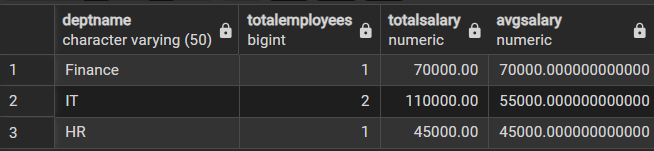 deptname totalemployees totalsalary avgsalary
character varying (50) bigint numeric numeric
1 Finance 1 70000.00 70000.000000000000
2 IT 2 110000.00 55000.000000000000
3 HR 1 45000.00 45000.000000000000